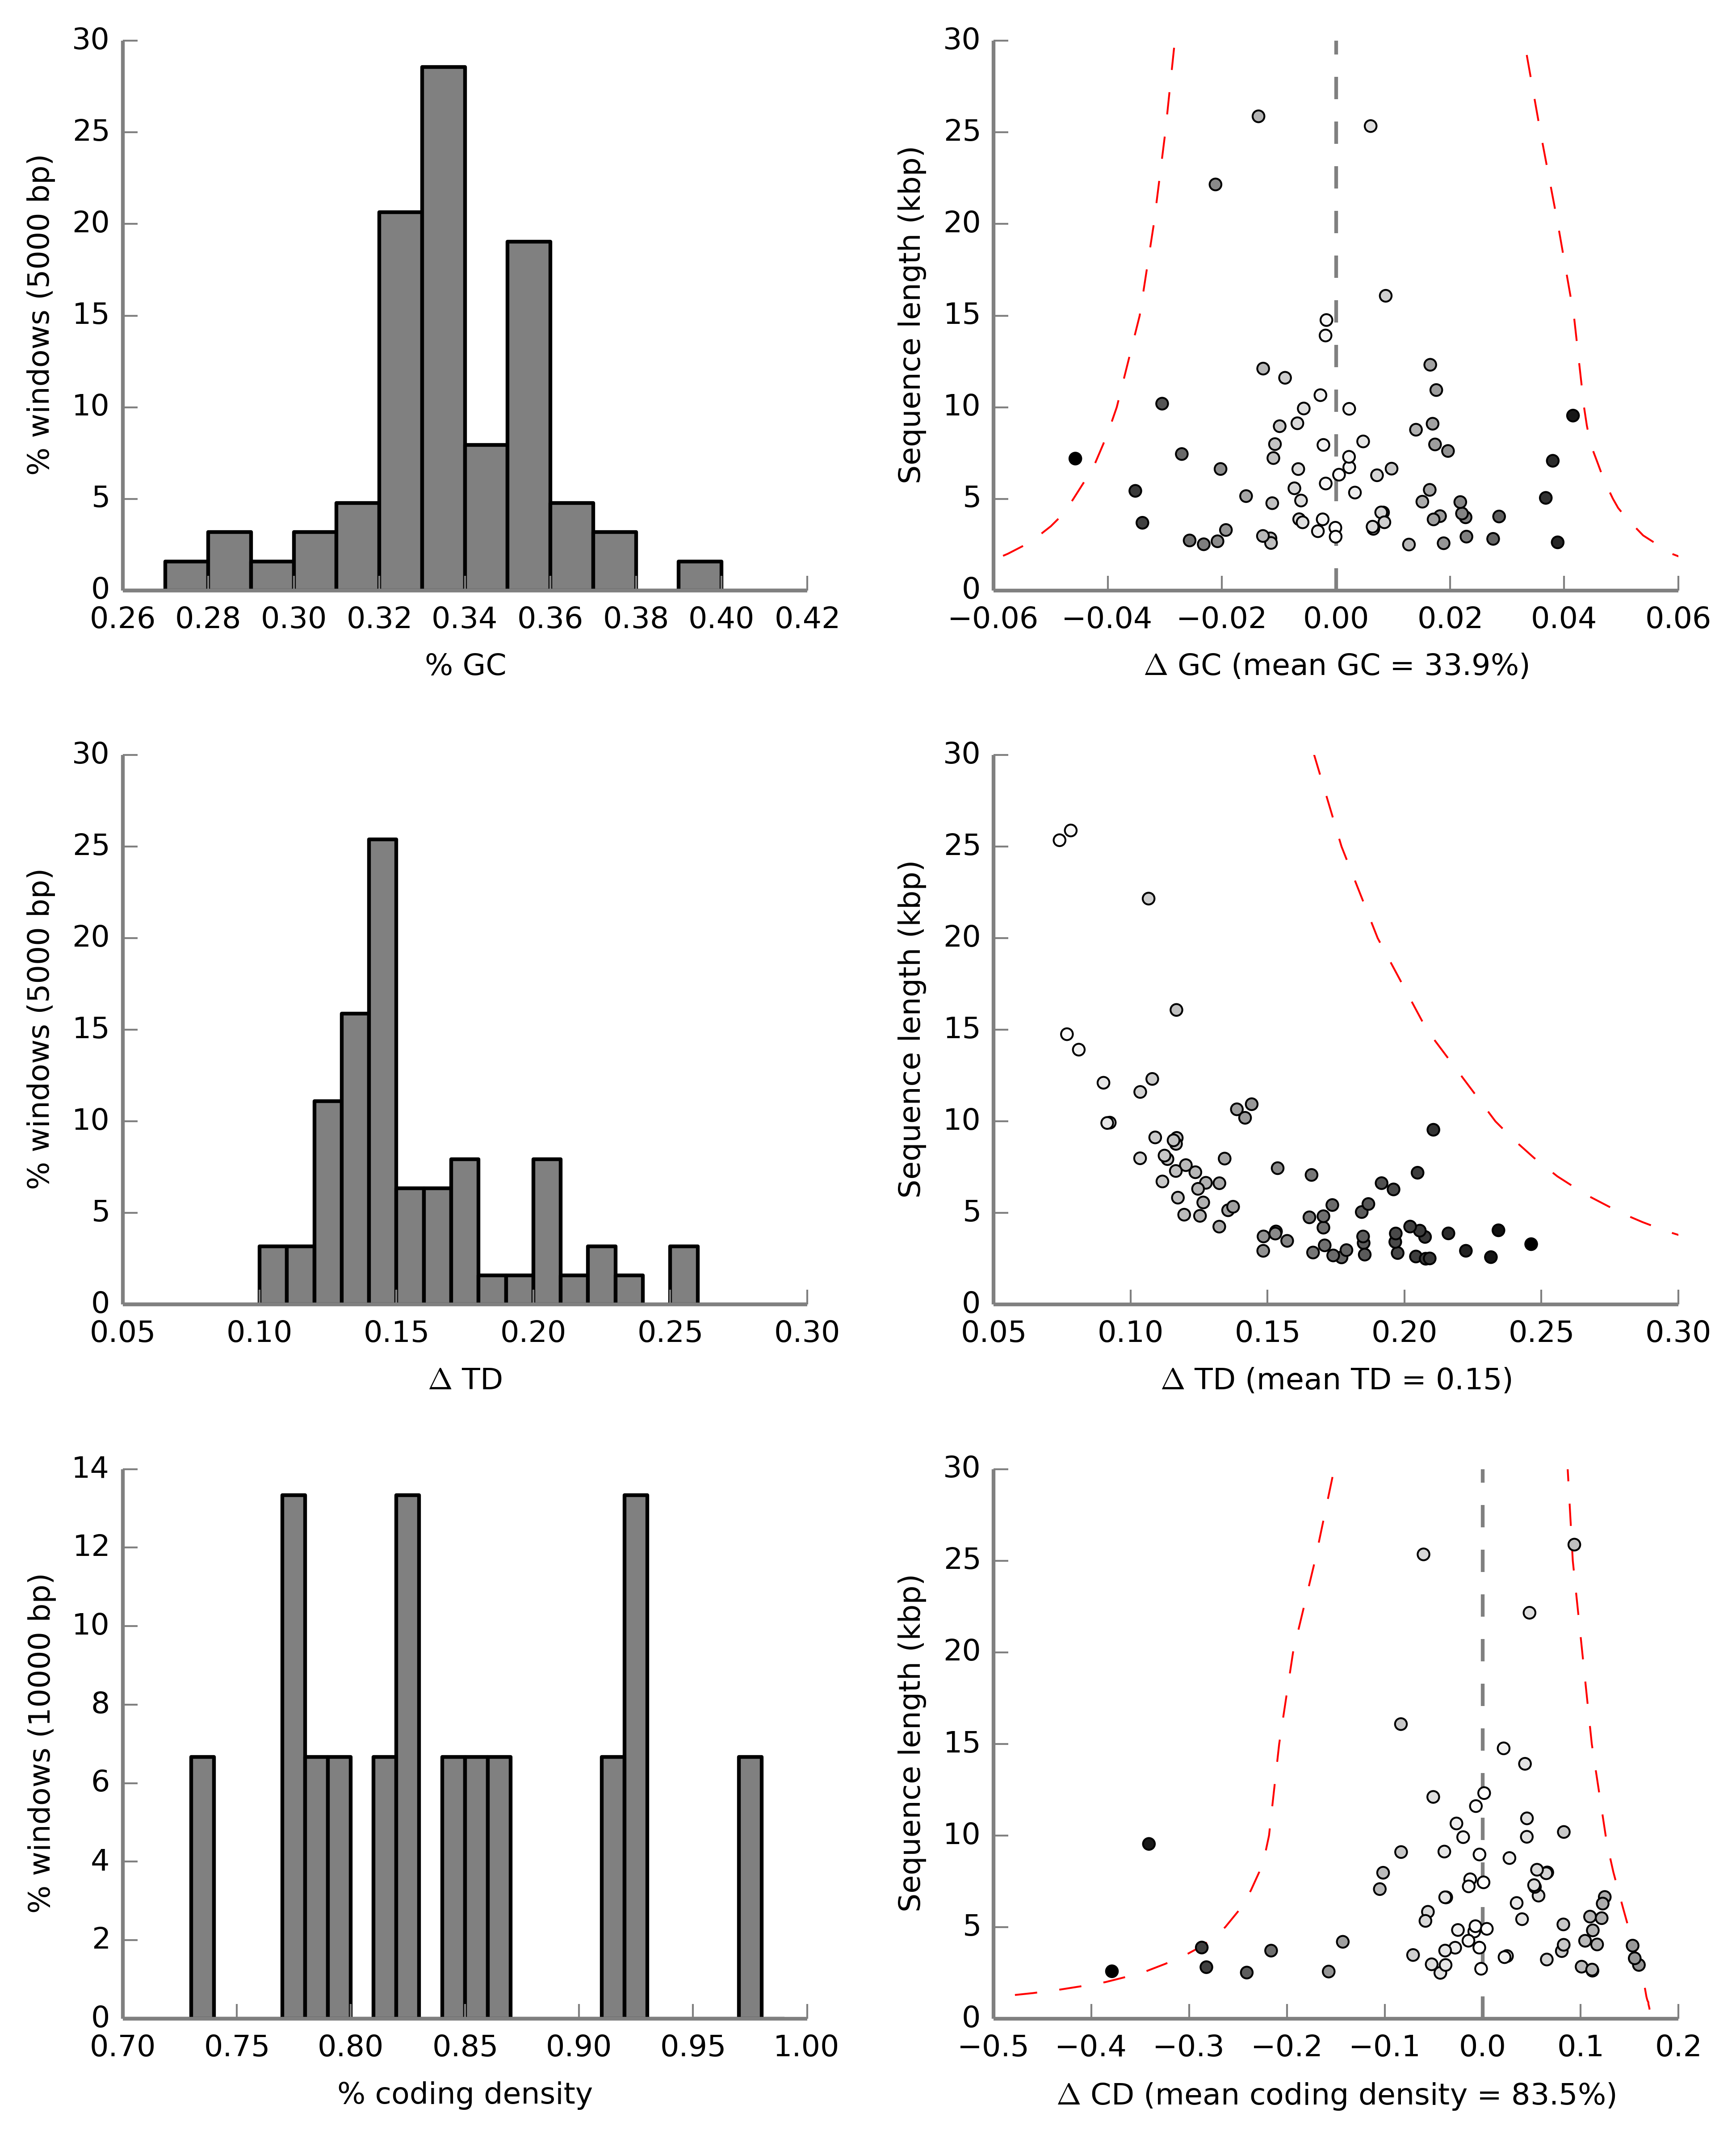 30
25
20
15
10
5
0
% windows (5000 bp)
0.26 0.28 0.30 0.32 0.34 0.36 0.38 0.40 0.42
% GC
30
25
20
15
10
5
0
Sequence length (kbp)
−0.06 −0.04 −0.02 0.00 0.02 0.04 0.06
Δ GC (mean GC = 33.9%)
30
25
20
15
10
5
0
% windows (5000 bp)
0.05 0.10 0.15 0.20 0.25 0.30
Δ TD
30
25
20
15
10
5
0
Sequence length (kbp)
0.05 0.10 0.15 0.20 0.25 0.30
Δ TD (mean TD = 0.15)
14
12
10
8
6
4
2
0
% windows (10000 bp)
0.70 0.75 0.80 0.85 0.90 0.95 1.00
% coding density
30
25
20
15
10
5
0
Sequence length (kbp)
−0.5 −0.4 −0.3 −0.2 −0.1 0.0 0.1 0.2
Δ CD (mean coding density = 83.5%)